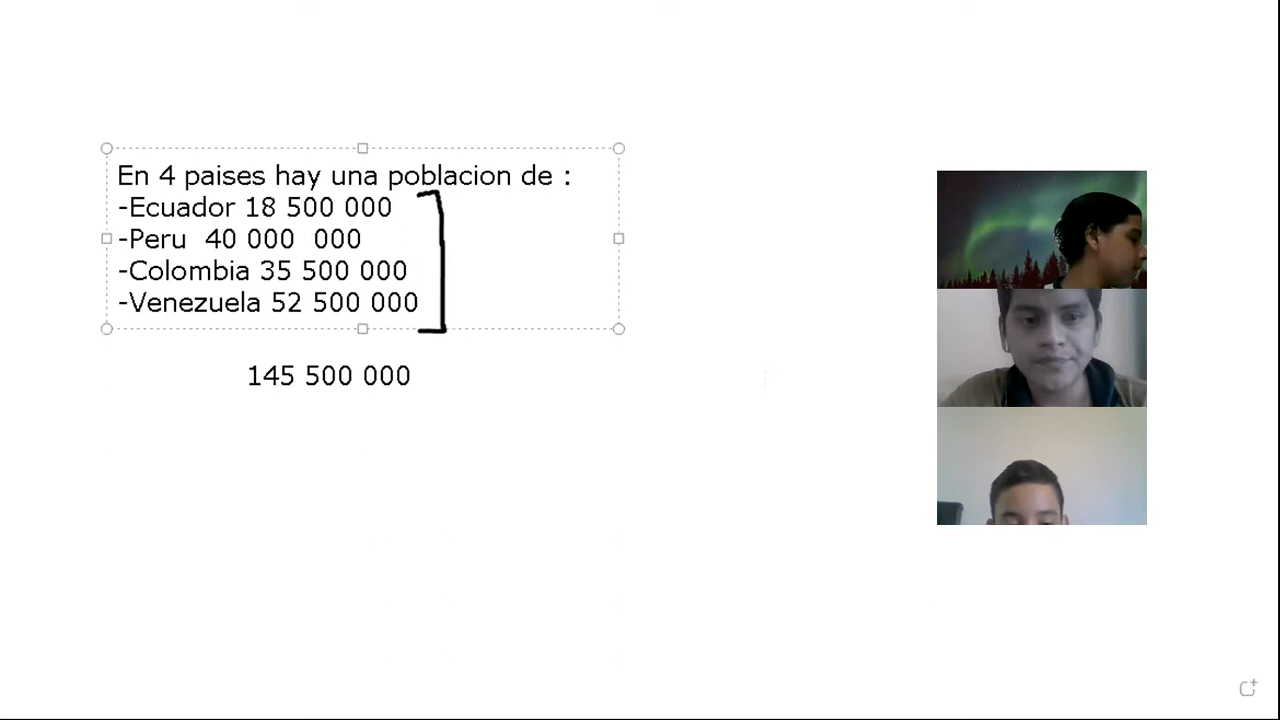 En 4 paises hay una poblacion de :
-Ecuador 18 500 000
-Peru  40 000  000
-Colombia 35 500 000
-Venezuela 52 500 000
145 500 000